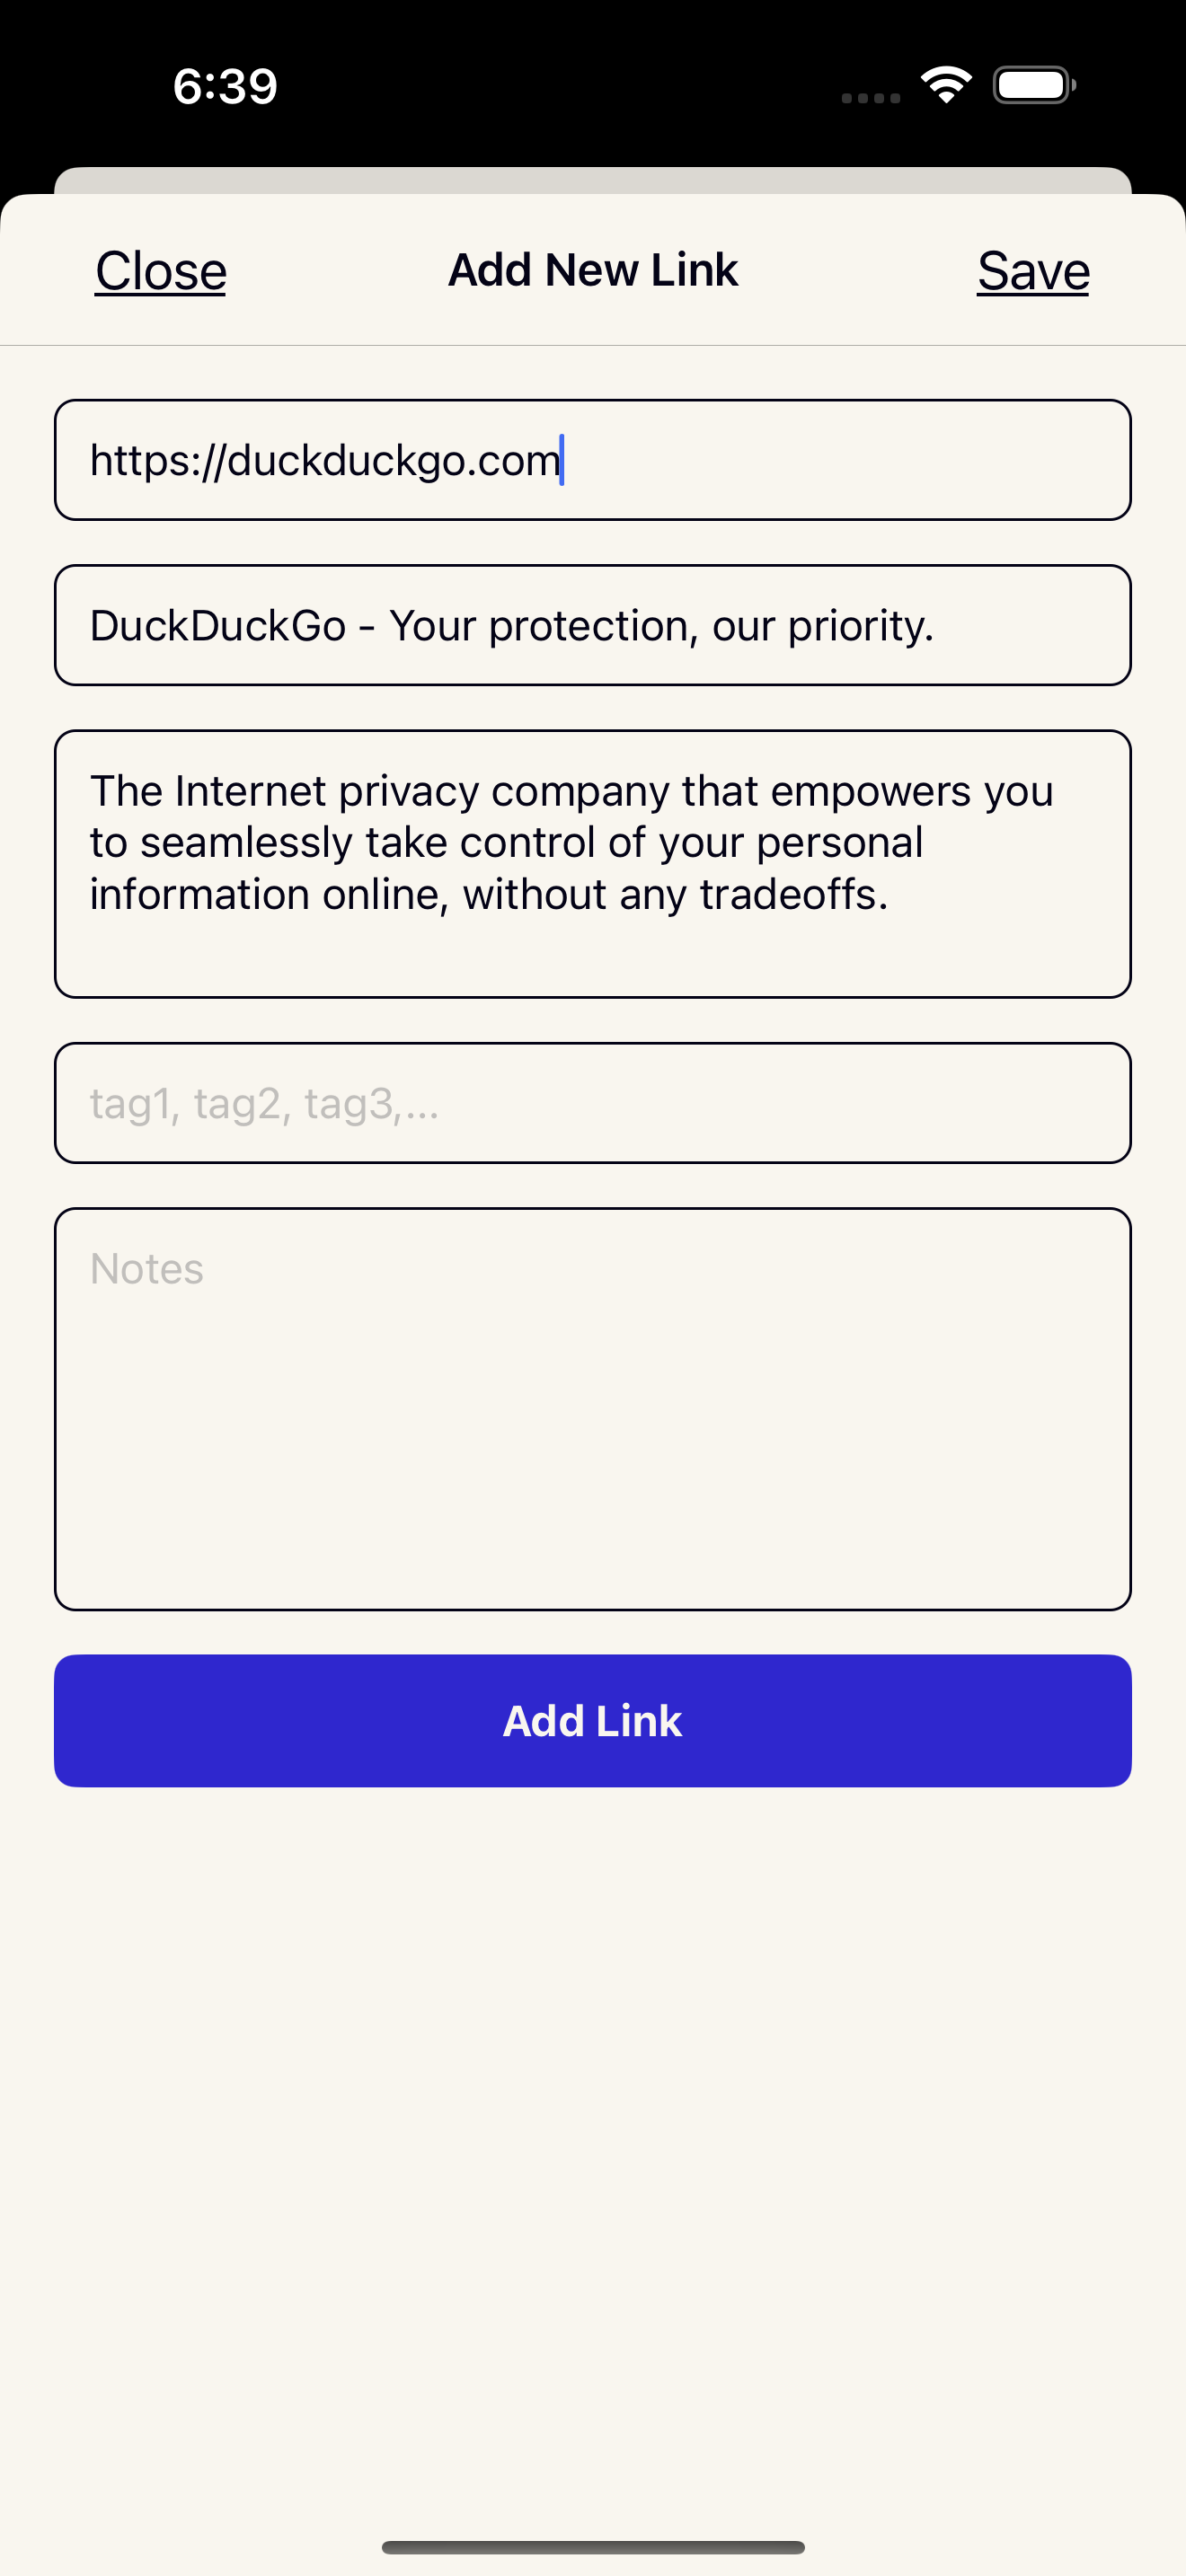 6:39
Close
Add New Link
Save
https://duckduckgo.com
DuckDuckGo - Your protection, our priority.
The Internet privacy company that empowers you
to seamlessly take control of your personal
information online, without any tradeoffs.
tag1, tag2, tag3,...
Notes
Add Link